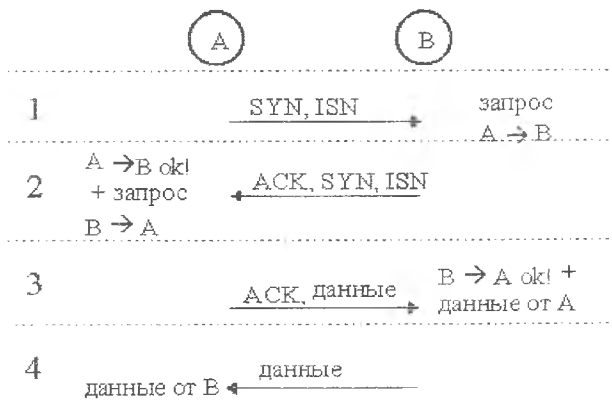 A B
1 SYN, ISN запрос
A → B
2 A → B ok!
+ запрос ACK, SYN, ISN
B → A
3 ACK, данные B → A ok! +
данные от A
4 данные
данные от B